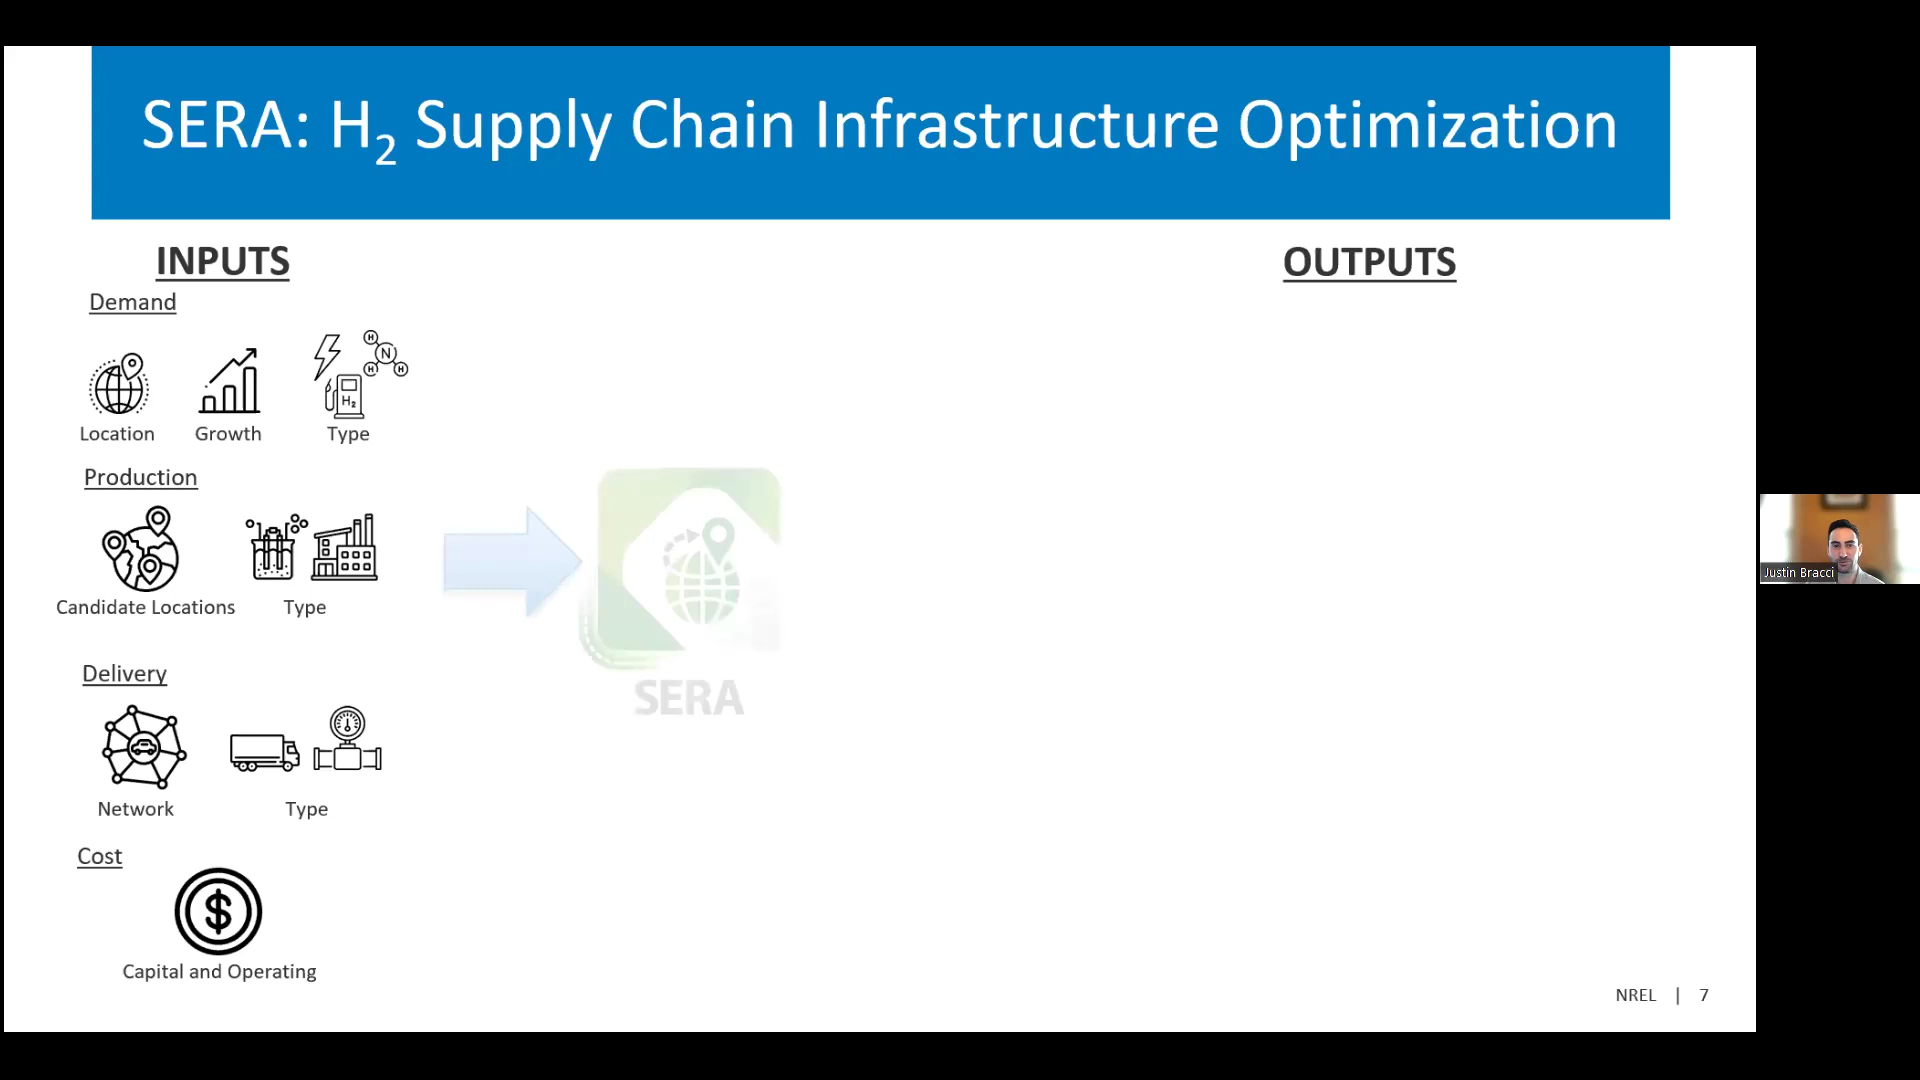 SERA: H₂ Supply Chain Infrastructure Optimization
INPUTS
OUTPUTS
Demand
H
N
H
H
H₂
Location
Growth
Type
Production
Candidate Locations
Type
SERA
Delivery
Network
Type
Cost
$
Capital and Operating
NREL | 7
Justin Bracci